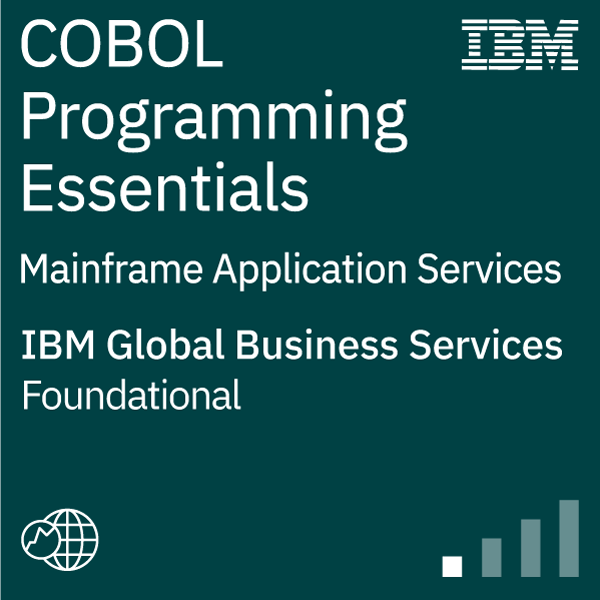 COBOL
IBM
Programming
Essentials
Mainframe Application Services
IBM Global Business Services
Foundational